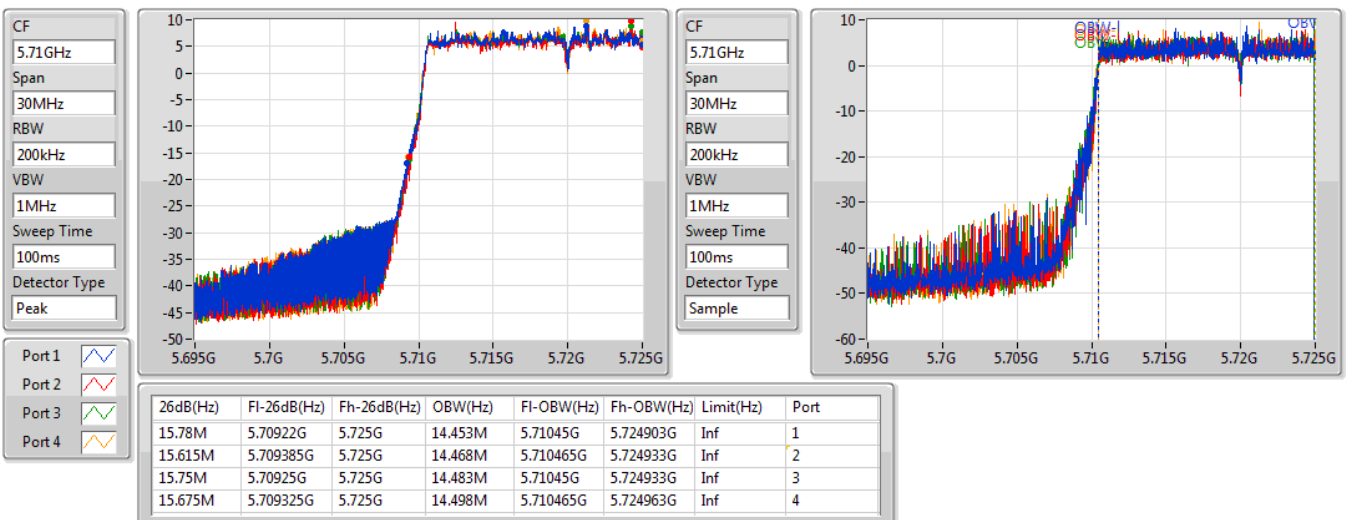 CF
5.71GHz
Span
30MHz
RBW
200kHz
VBW
1MHz
Sweep Time
100ms
Detector Type
Peak
10
5
0
-5
-10
-15
-20
-25
-30
-35
-40
-45
-50
5.695G 5.7G 5.705G 5.71G 5.715G 5.72G 5.725G
CF
5.71GHz
Span
30MHz
RBW
200kHz
VBW
1MHz
Sweep Time
100ms
Detector Type
Sample
10
0
-10
-20
-30
-40
-50
-60
OBW-l
OBV
5.695G 5.7G 5.705G 5.71G 5.715G 5.72G 5.725G
Port 1
Port 2
Port 3
Port 4
26dB(Hz) Fl-26dB(Hz) Fh-26dB(Hz) OBW(Hz) Fl-OBW(Hz) Fh-OBW(Hz) Limit(Hz) Port
15.78M 5.70922G 5.725G 14.453M 5.71045G 5.724903G Inf 1
15.615M 5.709385G 5.725G 14.468M 5.710465G 5.724933G Inf 2
15.75M 5.70925G 5.725G 14.483M 5.71045G 5.724933G Inf 3
15.675M 5.709325G 5.725G 14.498M 5.710465G 5.724963G Inf 4